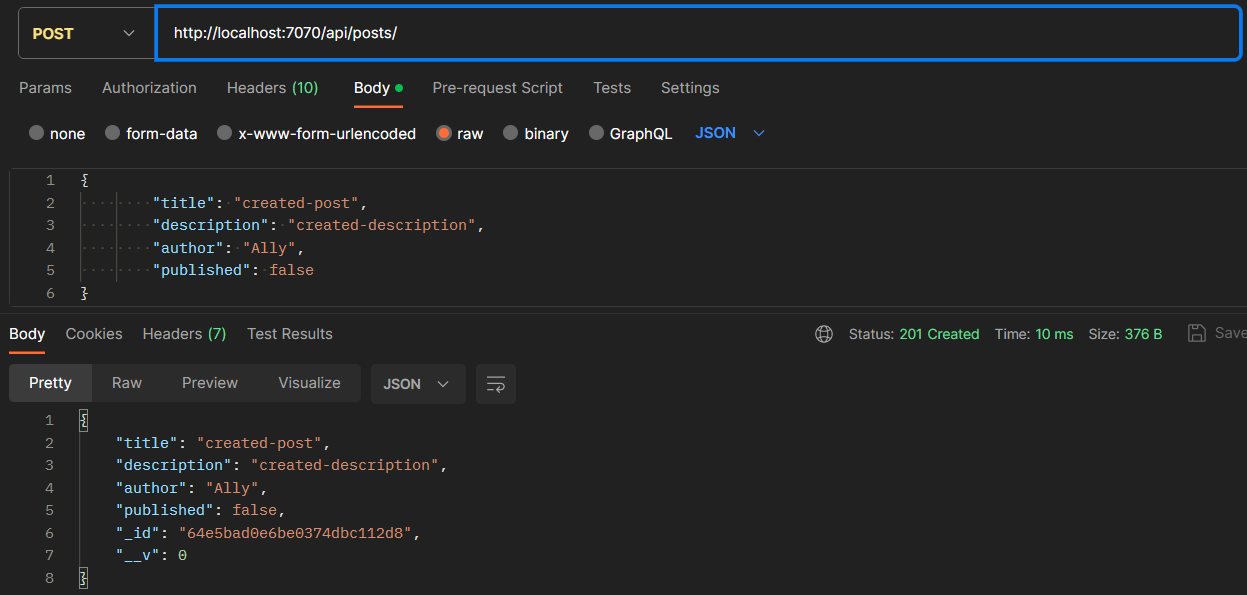 POST http://localhost:7070/api/posts/
Params Authorization Headers (10) Body Pre-request Script Tests Settings
none form-data x-www-form-urlencoded raw binary GraphQL JSON
1 {
2 "title": "created-post",
3 "description": "created-description",
4 "author": "Ally",
5 "published": false
6 }
Body Cookies Headers (7) Test Results Status: 201 Created Time: 10 ms Size: 376 B Save
Pretty Raw Preview Visualize JSON
1 {
2 "title": "created-post",
3 "description": "created-description",
4 "author": "Ally",
5 "published": false,
6 "_id": "64e5bad0e6be0374dbc112d8",
7 "__v": 0
8 }